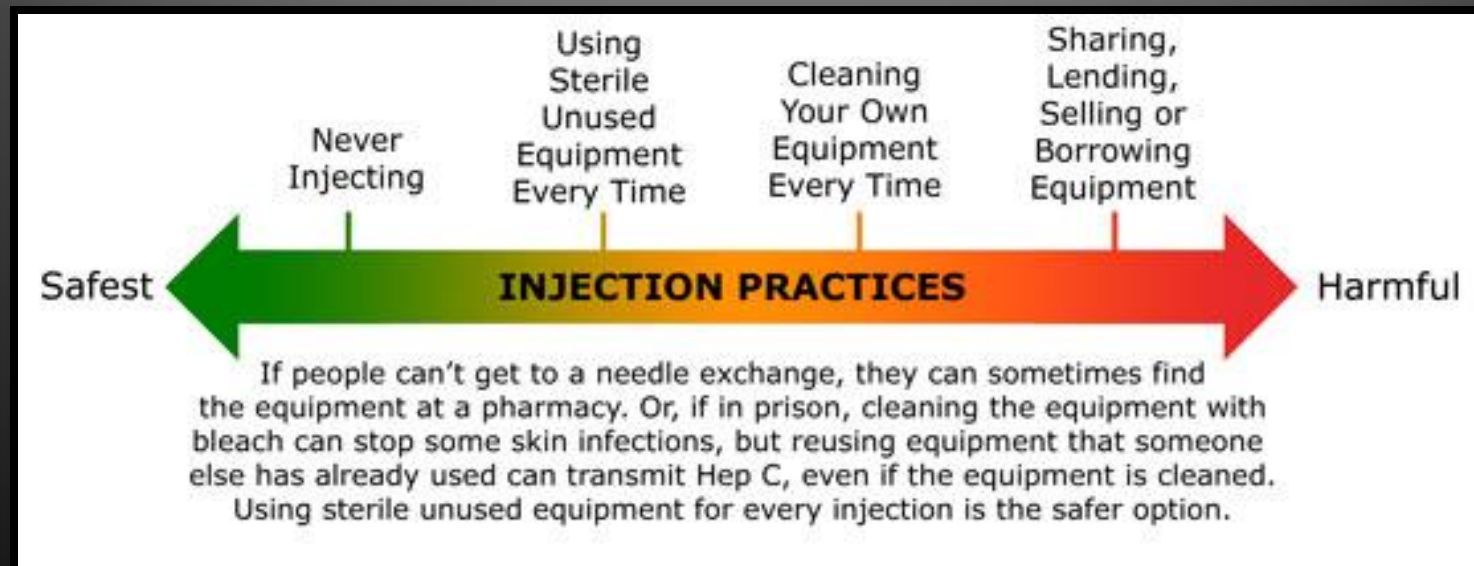 Never
Injecting
Using
Sterile
Unused
Equipment
Every Time
Cleaning
Your Own
Equipment
Every Time
Sharing,
Lending,
Selling or
Borrowing
Equipment
Safest
INJECTION PRACTICES
Harmful
If people can't get to a needle exchange, they can sometimes find
the equipment at a pharmacy. Or, if in prison, cleaning the equipment with
bleach can stop some skin infections, but reusing equipment that someone
else has already used can transmit Hep C, even if the equipment is cleaned.
Using sterile unused equipment for every injection is the safer option.